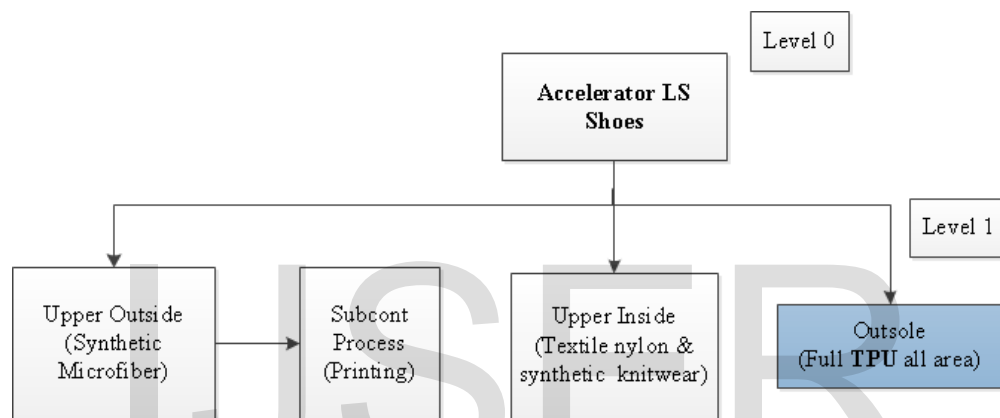 Level 0
Accelerator LS
Shoes
Level 1
Upper Outside
(Synthetic
Microfiber)
Subcont
Process
(Printing)
Upper Inside
(Textile nylon &
synthetic knitwear)
Outsole
(Full TPU all area)
IJSER